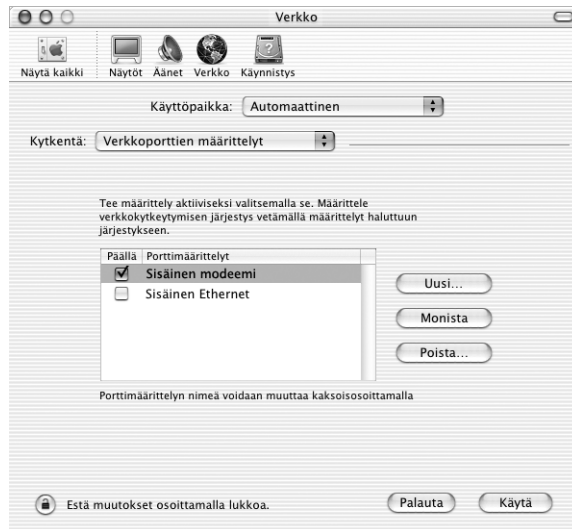 Verkko
Näytä kaikki Näytöt Äänet Verkko Käynnistys
Käyttöpaikka: Automaattinen
Kytkentä: Verkkoporttien määrittelyt
Tee määrittely aktiiviseksi valitsemalla se. Määrittele
verkkokytkeytymisen järjestys vetämällä määrittelyt haluttuun
järjestykseen.
Päällä Porttimäärittelyt
Sisäinen modeemi
Sisäinen Ethernet
Uusi...
Monista
Poista...
Porttimäärittelyn nimeä voidaan muuttaa kaksoisosoittamalla
Estä muutokset osoittamalla lukkoa.
Palauta Käytä